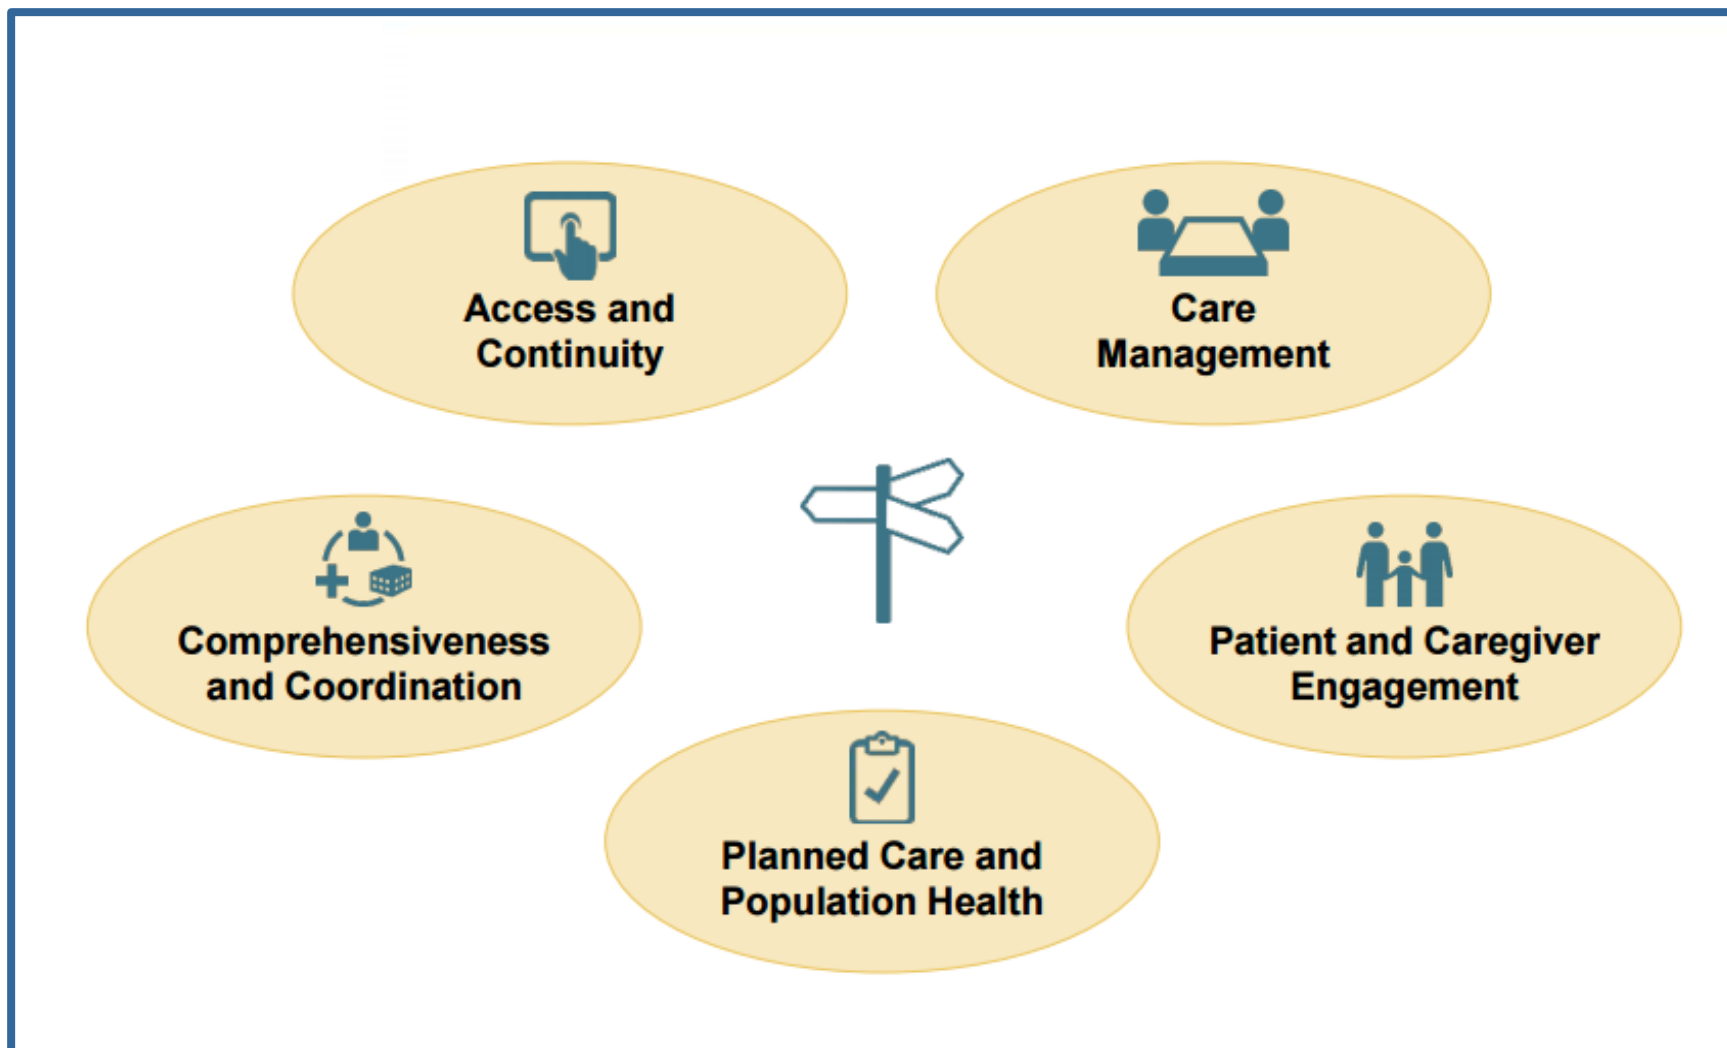 Access and
Continuity
Care
Management
Comprehensiveness
and Coordination
Patient and Caregiver
Engagement
Planned Care and
Population Health